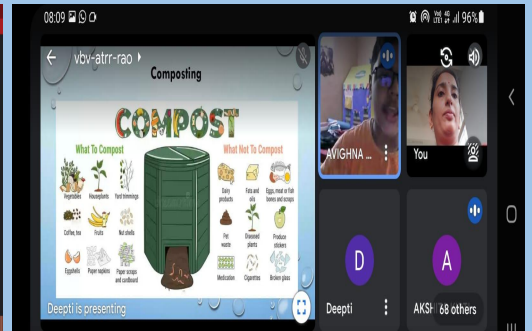 08:09
Vo)) 4G
LTE1
96%
vbv-atrr-rao
Composting
COMPOST
What To Compost
What Not To Compost
Vegetables
Houseplants
Yard trimmings
Dairy products
Fats and oils
Eggs, meat or fish bones and scraps
Coffee, tea
Fruits
Nut shells
Pet waste
Diseased plants
Produce stickers
Eggshells
Paper napkins
Paper scraps and cardboard
Medication
Cigarettes
Broken glass
Deepti is presenting
AVIGHNA ...
You
D
Deepti
A
AKSH
68 others